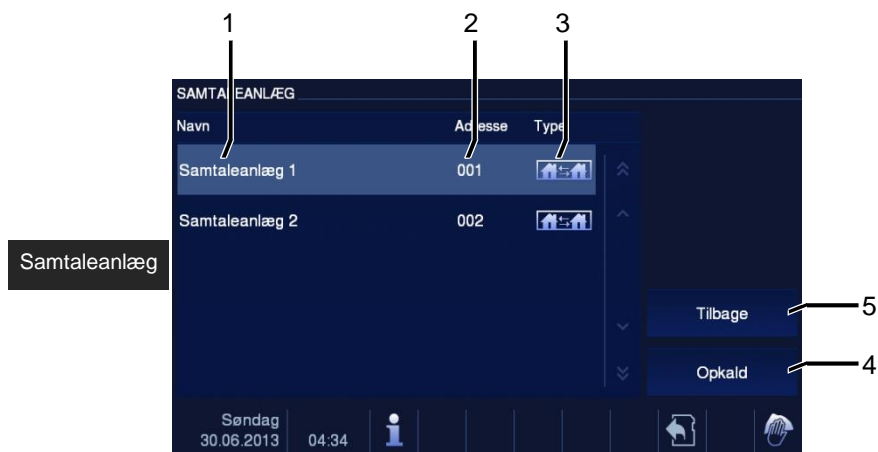 1 2 3
SAMTALEANLÆG
Navn Adresse Type
Samtaleanlæg 1 001
Samtaleanlæg 2 002
Samtaleanlæg
Tilbage 5
Opkald 4
Søndag
30.06.2013 04:34